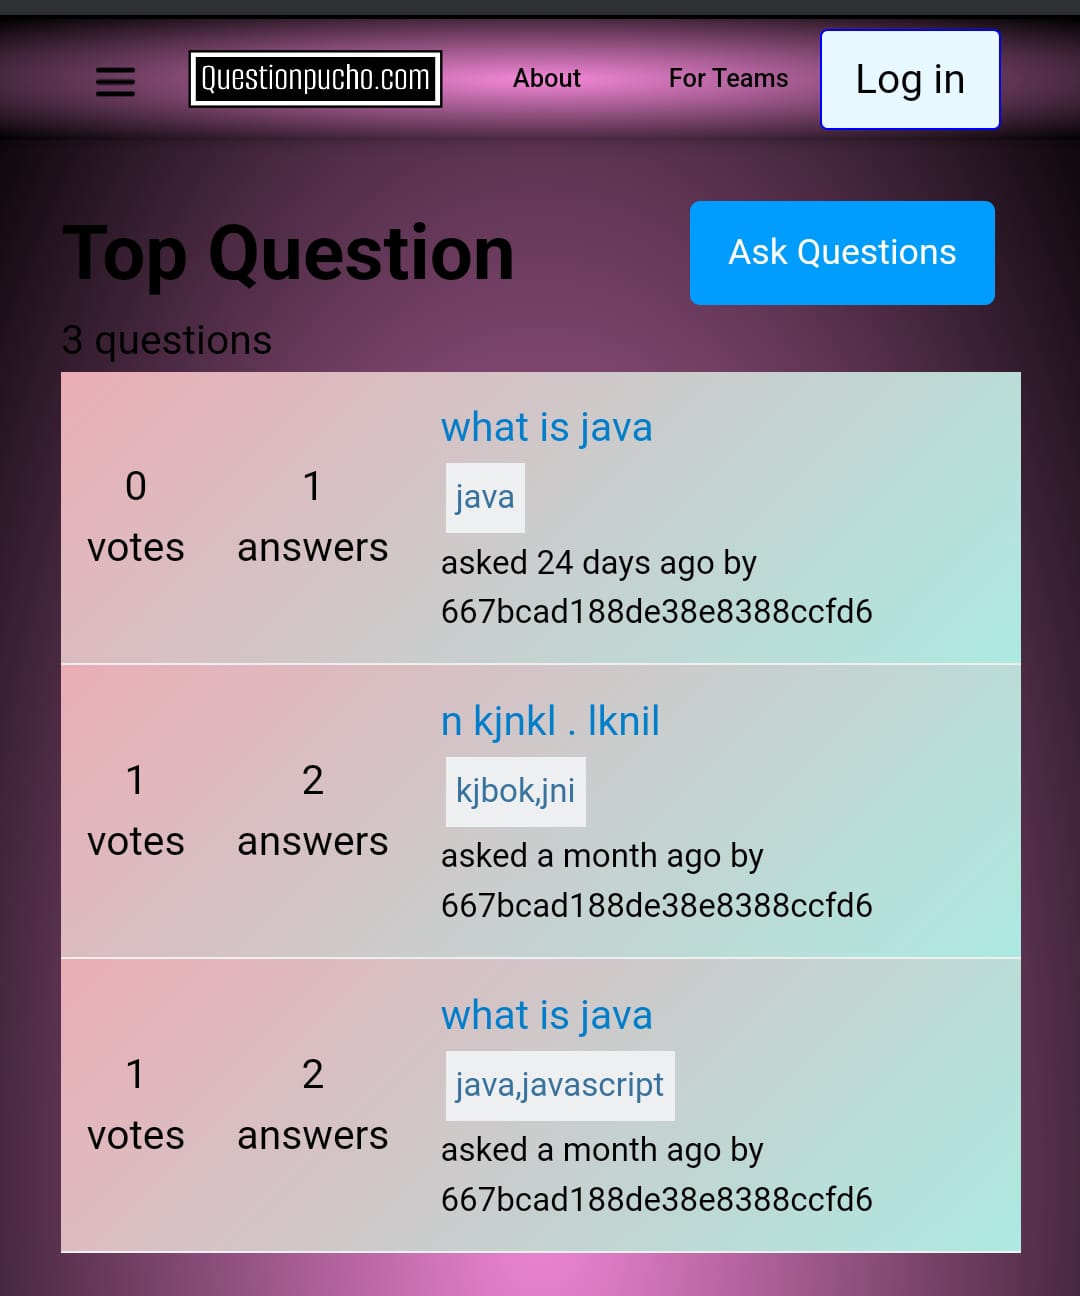 Questionpucho.com
About
For Teams
Log in
Top Question
Ask Questions
3 questions
what is java
0
1
votes
answers
java
asked 24 days ago by
667bcad188de38e8388ccfd6
n kjnkl . lknil
1
2
votes
answers
kjbok,jni
asked a month ago by
667bcad188de38e8388ccfd6
what is java
1
2
votes
answers
java,javascript
asked a month ago by
667bcad188de38e8388ccfd6